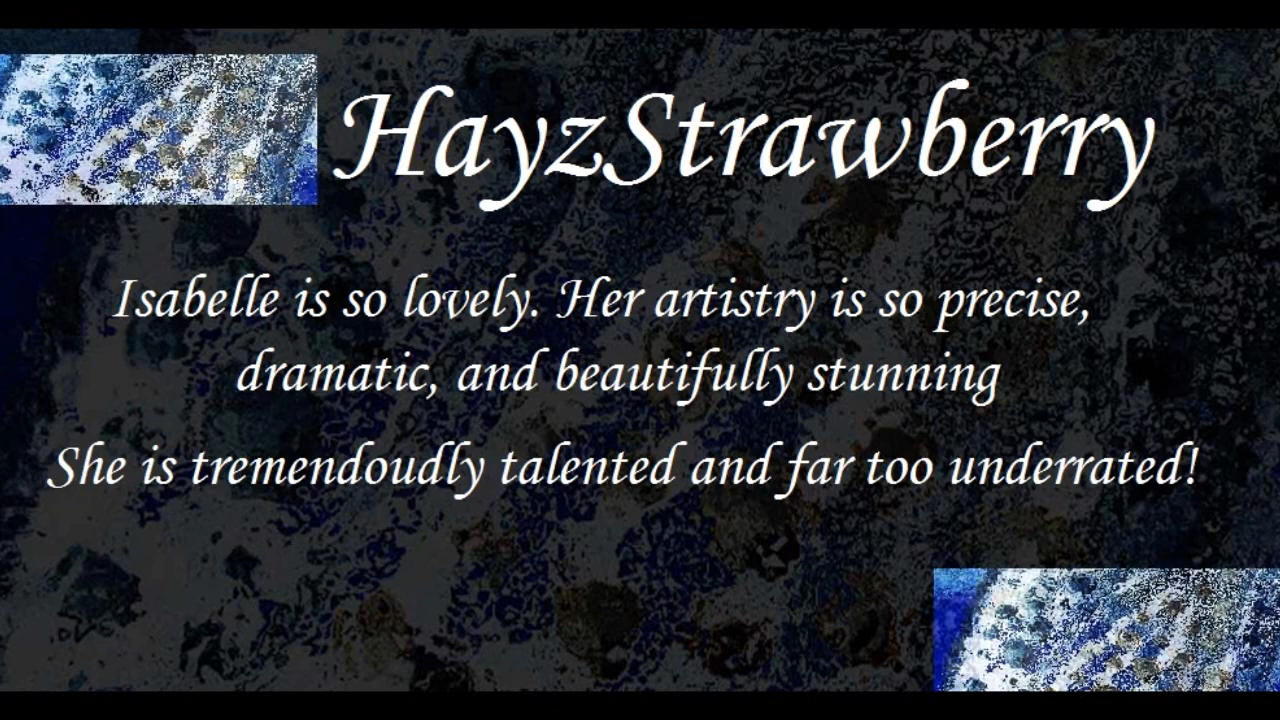 HayzStrawberry
Isabelle is so lovely. Her artistry is so precise,
dramatic, and beautifully stunning
She is tremendoudly talented and far too underrated!